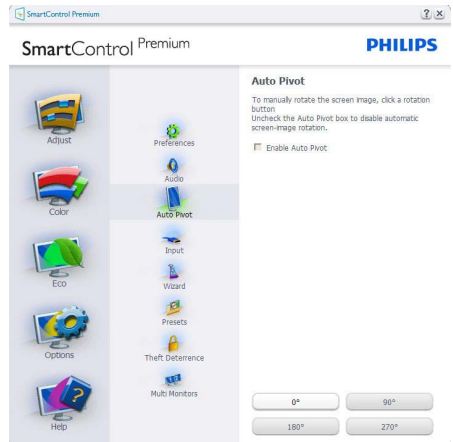 SmartControl Premium
? ×
SmartControl Premium
PHILIPS
Adjust
Color
Eco
Options
Help
Preferences
Audio
Auto Pivot
Input
Wizard
Presets
Theft Deterrence
Multi Monitors
Auto Pivot
To manually rotate the screen image, click a rotation
button
Uncheck the Auto Pivot box to disable automatic
screen-image rotation.
Enable Auto Pivot
0°
90°
180°
270°